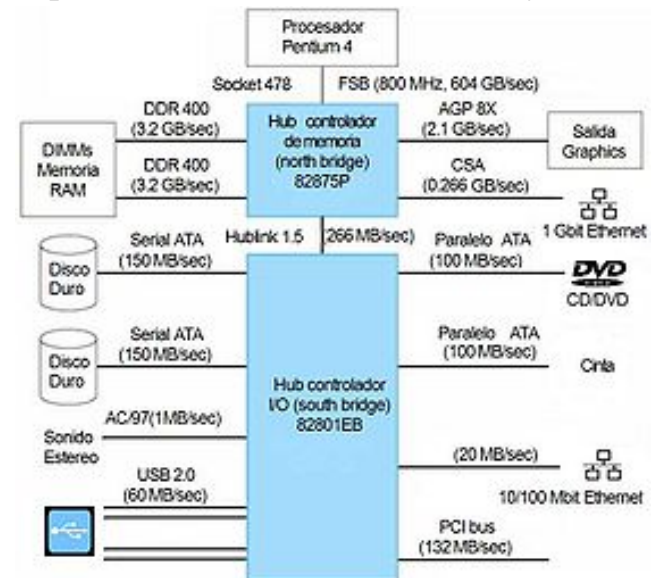 Procesador
Pentium 4
Socket 478
FSB (800 MHz, 604 GB/sec)
DDR 400
(3.2 GB/sec)
Hub controlador
de memoria
(north bridge)
82875P
AGP 8X
(2.1 GB/sec)
DIMMs
Memoria
RAM
Salida
Graphics
DDR 400
(3.2 GB/sec)
CSA
(0.266 GB/sec)
1 Gbit Ethernet
Serial ATA
(150 MB/sec)
Hublink 1.5
(266 MB/sec)
Paralelo ATA
(100 MB/sec)
Disco
Duro
DVD
CD/DVD
Serial ATA
(150 MB/sec)
Paralelo ATA
(100 MB/sec)
Disco
Duro
Cinta
Hub controlador
I/O (south bridge)
82801EB
AC/97(1MB/sec)
Sonido
Estereo
(20 MB/sec)
10/100 Mbit Ethernet
USB 2.0
(60 MB/sec)
PCI bus
(132 MB/sec)